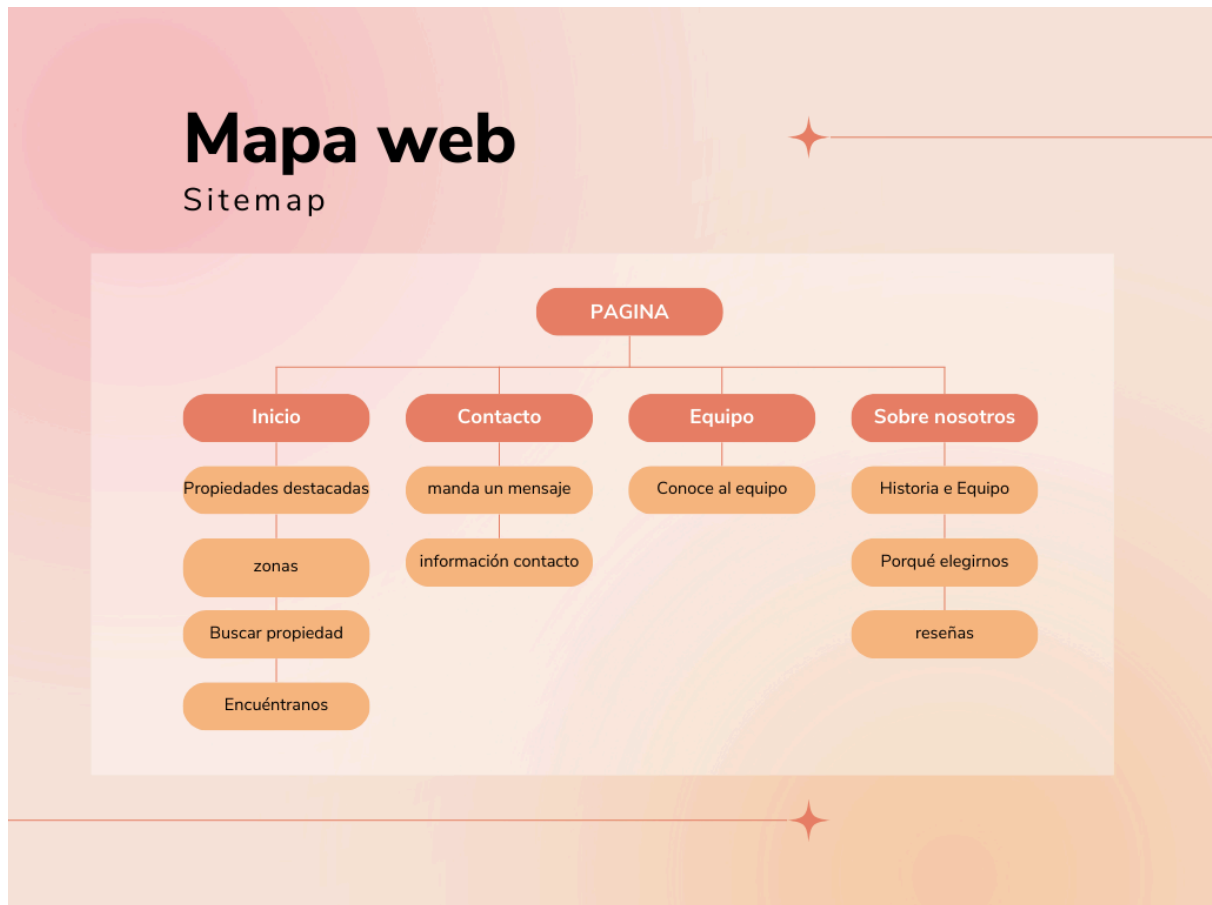 Mapa web
Sitemap
PAGINA
Inicio
Contacto
Equipo
Sobre nosotros
Propiedades destacadas
manda un mensaje
Conoce al equipo
Historia e Equipo
zonas
información contacto
Porqué elegirnos
Buscar propiedad
reseñas
Encuéntranos